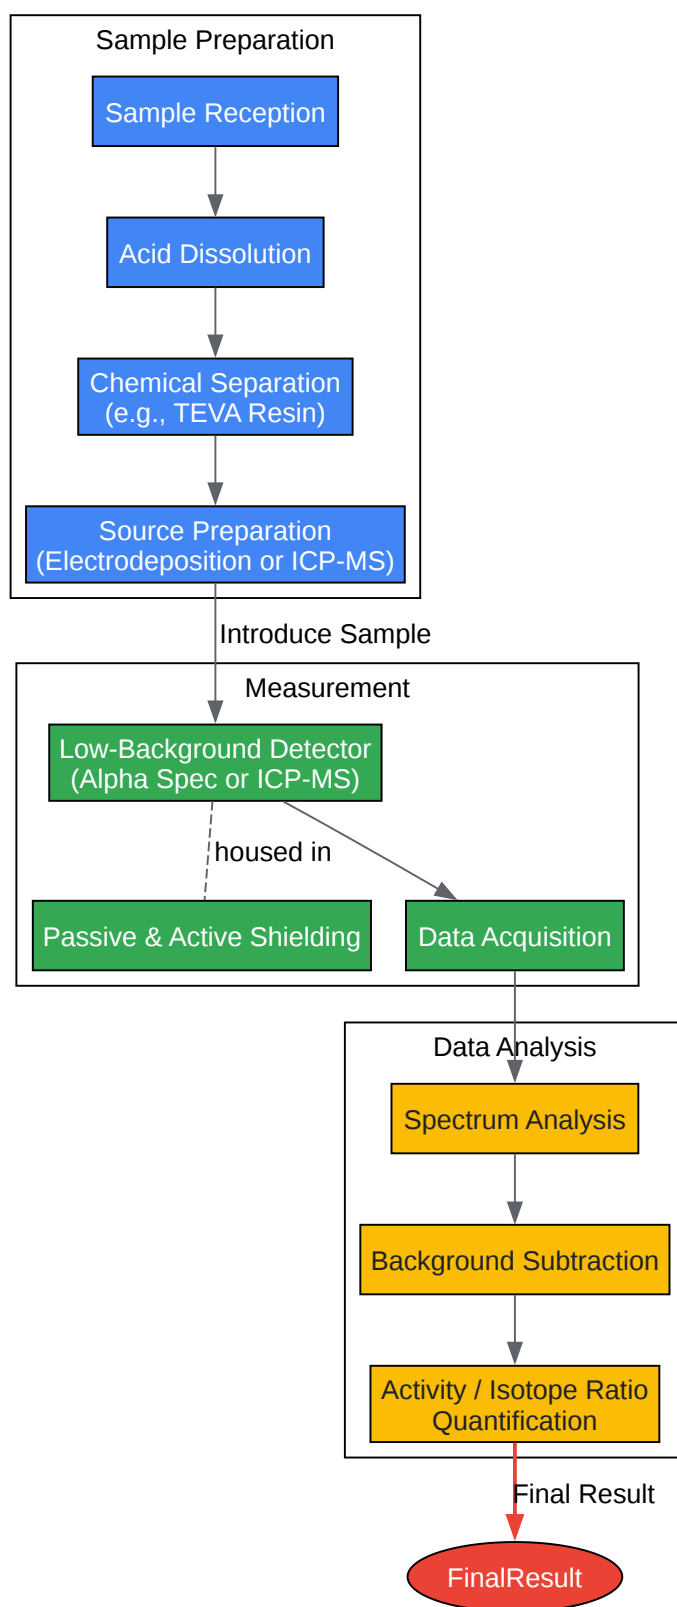 Sample Preparation
Sample Reception
Acid Dissolution
Chemical Separation
(e.g., TEVA Resin)
Source Preparation
(Electrodeposition or ICP-MS)
Introduce Sample
Measurement
Low-Background Detector
(Alpha Spec or ICP-MS)
housed in
Passive & Active Shielding
Data Acquisition
Data Analysis
Spectrum Analysis
Background Subtraction
Activity / Isotope Ratio
Quantification
Final Result
FinalResult